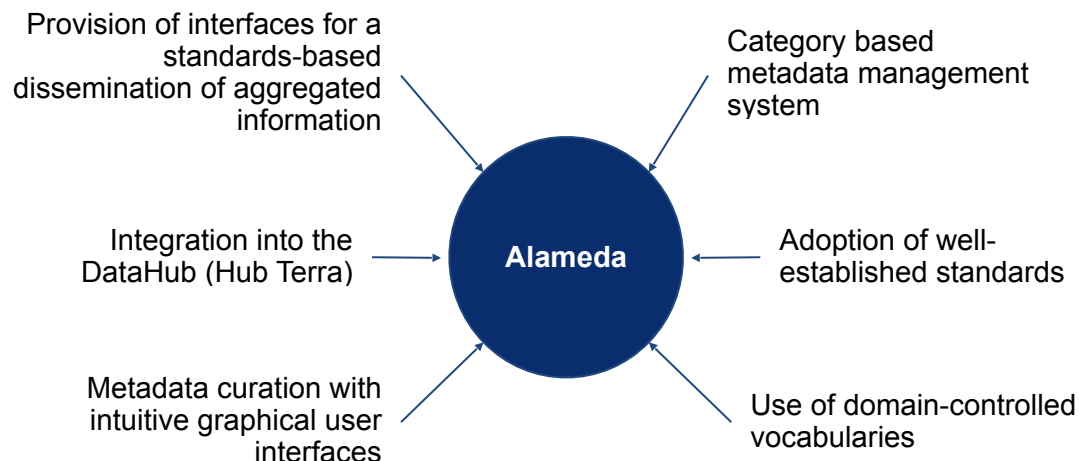 Provision of interfaces for a
standards-based
dissemination of aggregated
information
Category based
metadata management
system
Integration into the
DataHub (Hub Terra)
Alameda
Adoption of well-
established standards
Metadata curation with
intuitive graphical user
interfaces
Use of domain-controlled
vocabularies